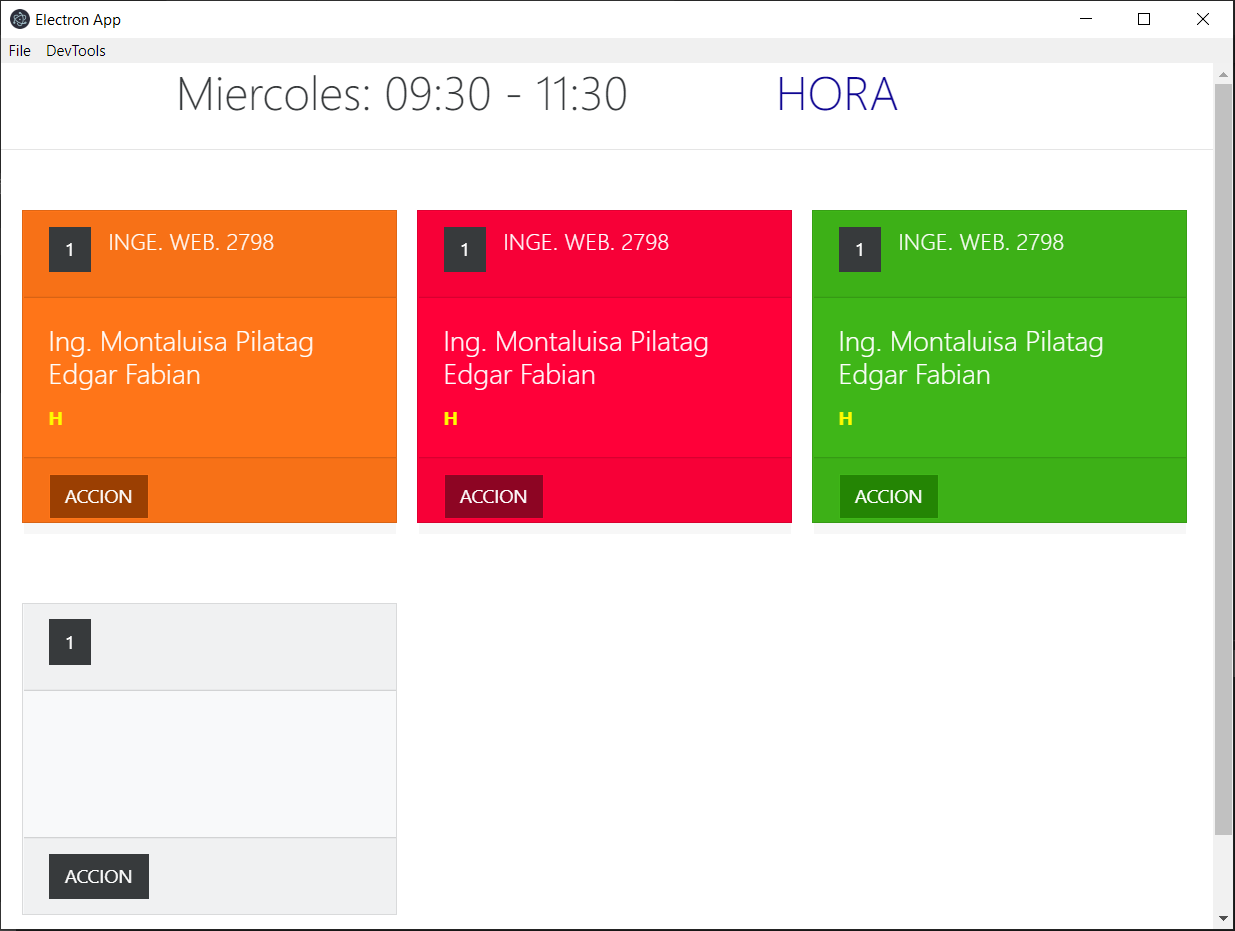 Electron App
File DevTools
Miercoles: 09:30 - 11:30 HORA
1 INGE. WEB. 2798
Ing. Montaluisa Pilatag
Edgar Fabian
H
ACCION
1 INGE. WEB. 2798
Ing. Montaluisa Pilatag
Edgar Fabian
H
ACCION
1 INGE. WEB. 2798
Ing. Montaluisa Pilatag
Edgar Fabian
H
ACCION
1
ACCION